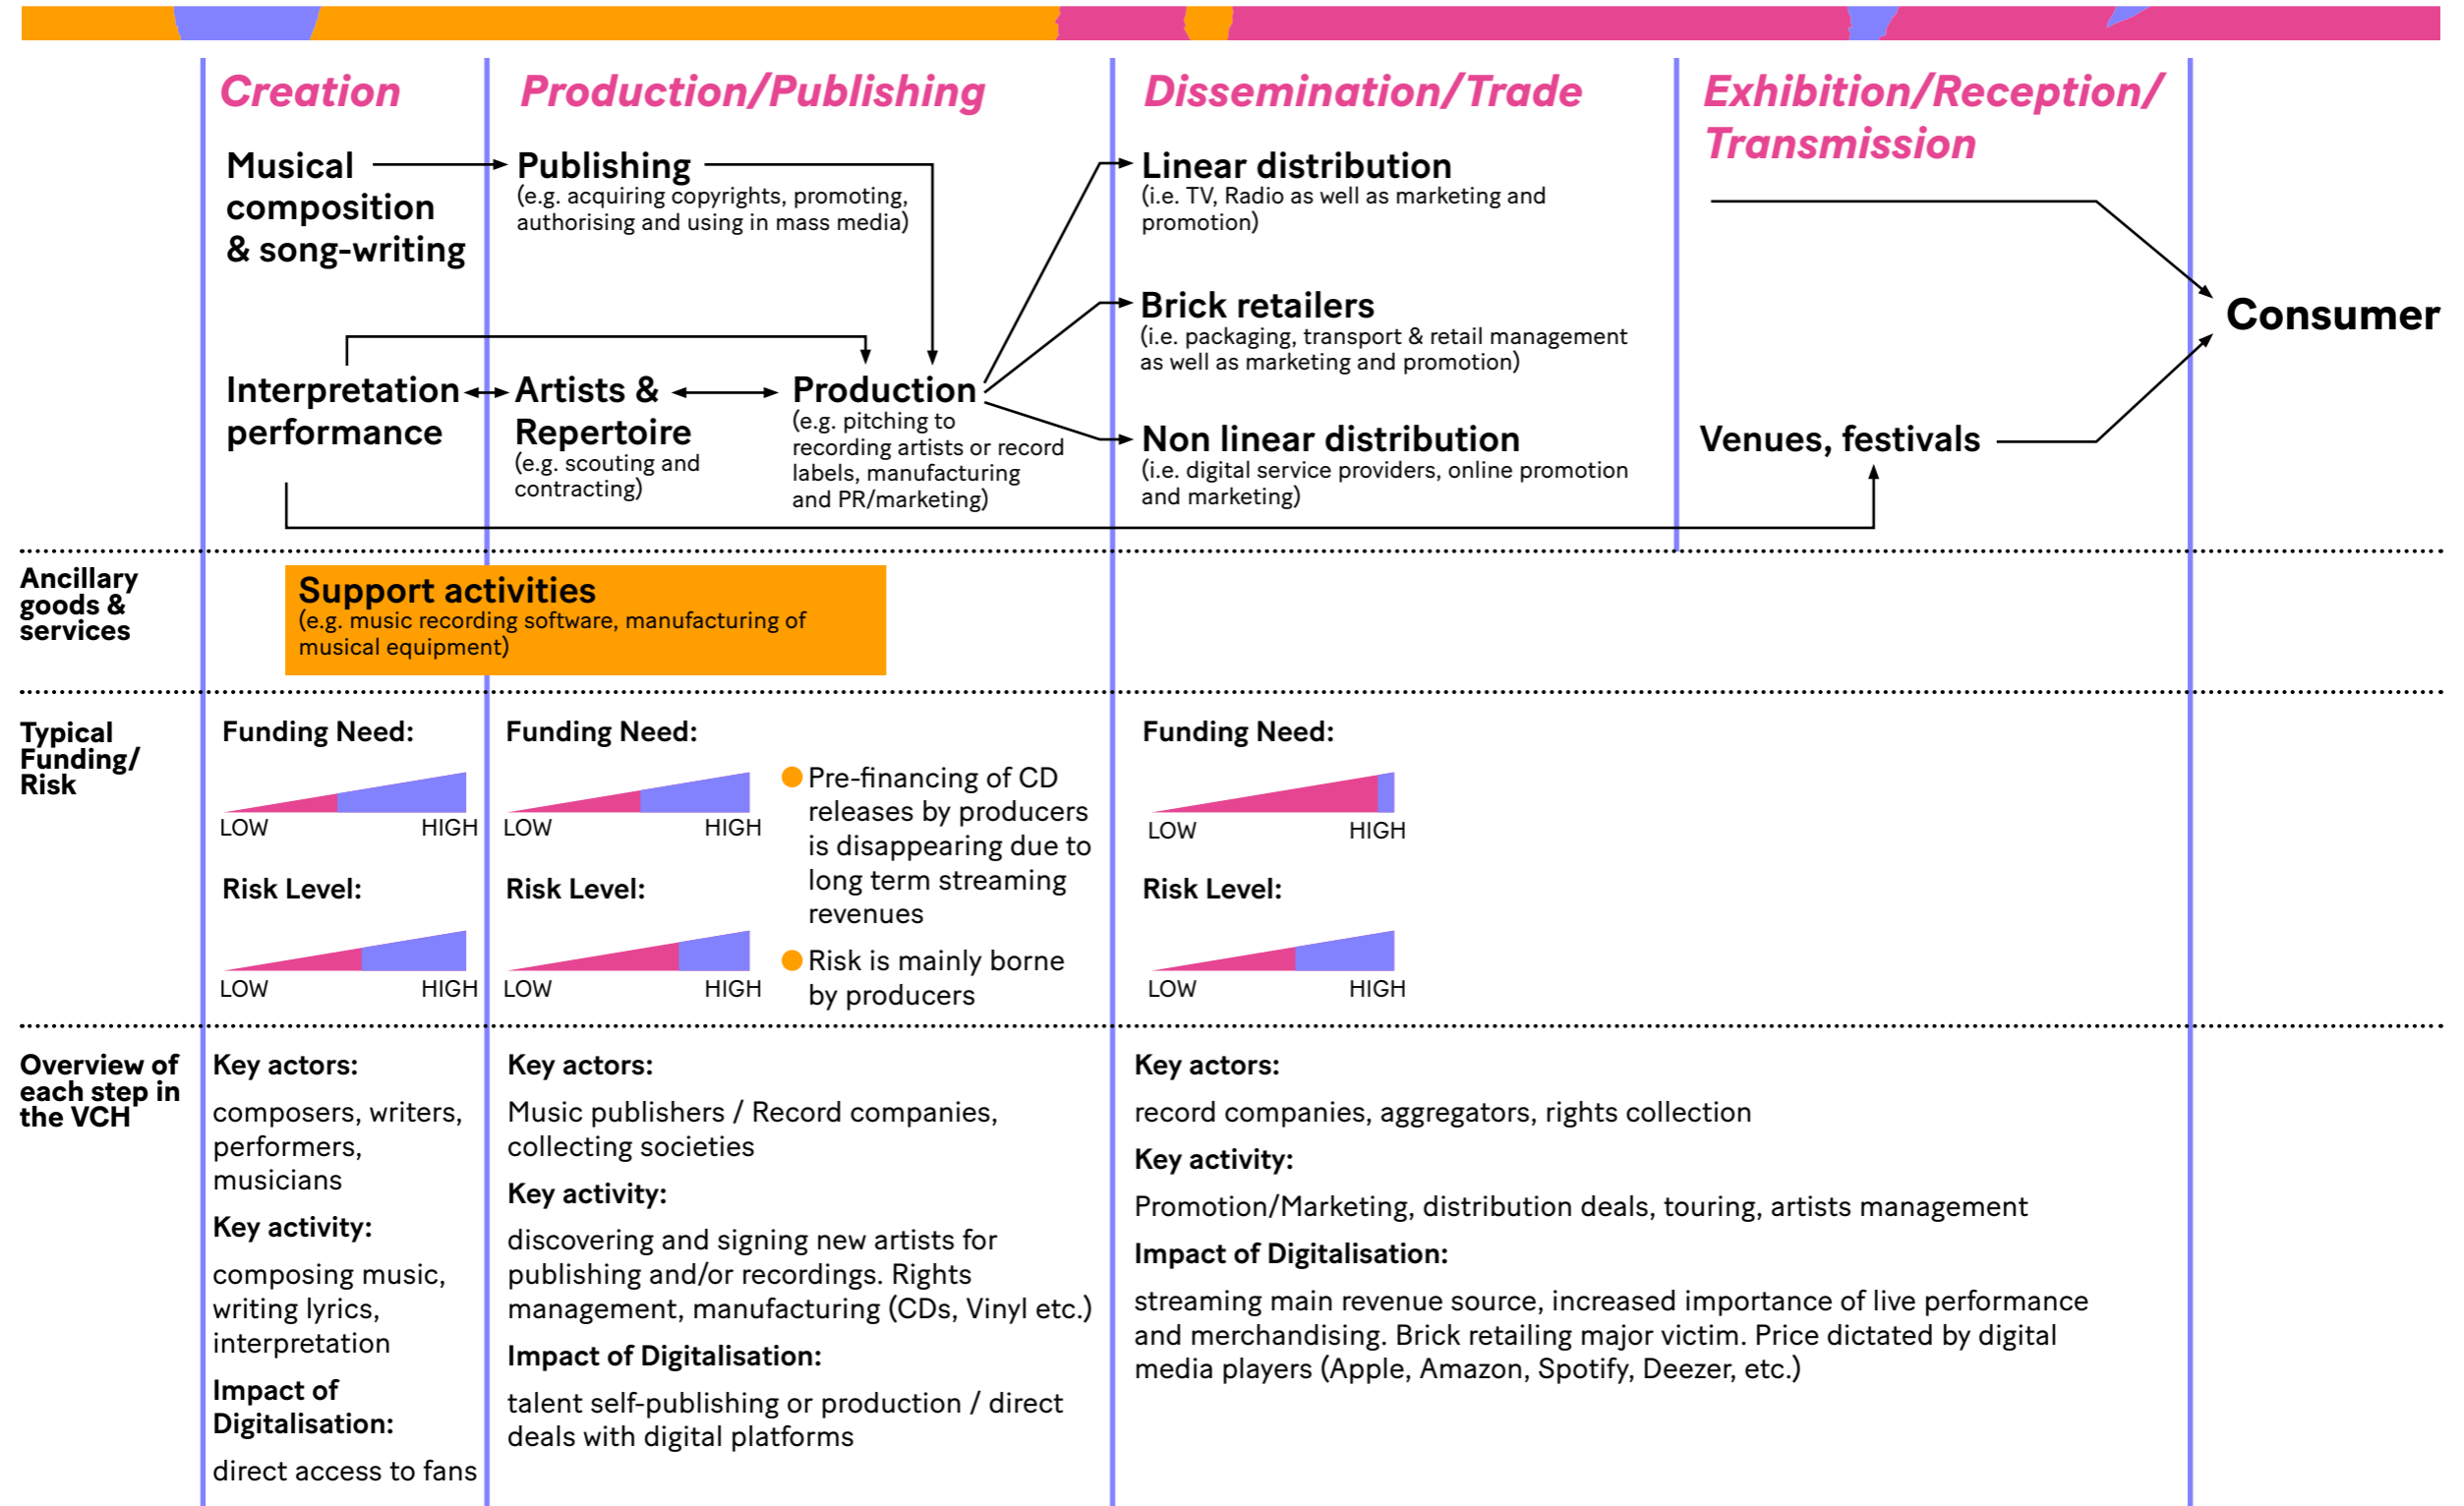 Creation
Production/Publishing
Dissemination/Trade
Exhibition/Reception/
Transmission
Musical
composition
& song-writing
Publishing
(e.g. acquiring copyrights, promoting,
authorising and using in mass media)
Linear distribution
(i.e. TV, Radio as well as marketing and
promotion)
Brick retailers
(i.e. packaging, transport & retail management
as well as marketing and promotion)
Consumer
Interpretation
performance
Artists &
Repertoire
(e.g. scouting and
contracting)
Production
(e.g. pitching to
recording artists or record
labels, manufacturing
and PR/marketing)
Non linear distribution
(i.e. digital service providers, online promotion
and marketing)
Venues, festivals
Ancillary
goods &
services
Support activities
(e.g. music recording software, manufacturing of
musical equipment)
Typical
Funding/
Risk
Funding Need:
LOW HIGH
Risk Level:
LOW HIGH
Funding Need:
LOW HIGH
Risk Level:
LOW HIGH
Pre-financing of CD
releases by producers
is disappearing due to
long term streaming
revenues
Risk is mainly borne
by producers
Funding Need:
LOW HIGH
Risk Level:
LOW HIGH
Overview of
each step in
the VCH
Key actors:
composers, writers,
performers,
musicians
Key activity:
composing music,
writing lyrics,
interpretation
Impact of
Digitalisation:
direct access to fans
Key actors:
Music publishers / Record companies,
collecting societies
Key activity:
discovering and signing new artists for
publishing and/or recordings. Rights
management, manufacturing (CDs, Vinyl etc.)
Impact of Digitalisation:
talent self-publishing or production / direct
deals with digital platforms
Key actors:
record companies, aggregators, rights collection
Key activity:
Promotion/Marketing, distribution deals, touring, artists management
Impact of Digitalisation:
streaming main revenue source, increased importance of live performance
and merchandising. Brick retailing major victim. Price dictated by digital
media players (Apple, Amazon, Spotify, Deezer, etc.)